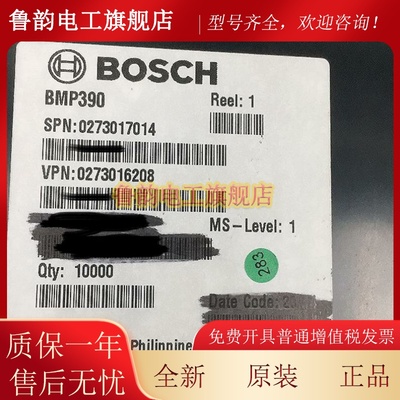 鲁韵电工旗舰店
型号齐全,欢迎咨询!
BOSCH
BMP390
Reel: 1
SPN:0273017014
VPN:0273016208
鲁韵电工旗舰店
MS-Level: 1
283
Qty: 10000
Date Code:
Philippine
免费开具普通增值税发票
质保一年
售后无忧
全新 原装 正品